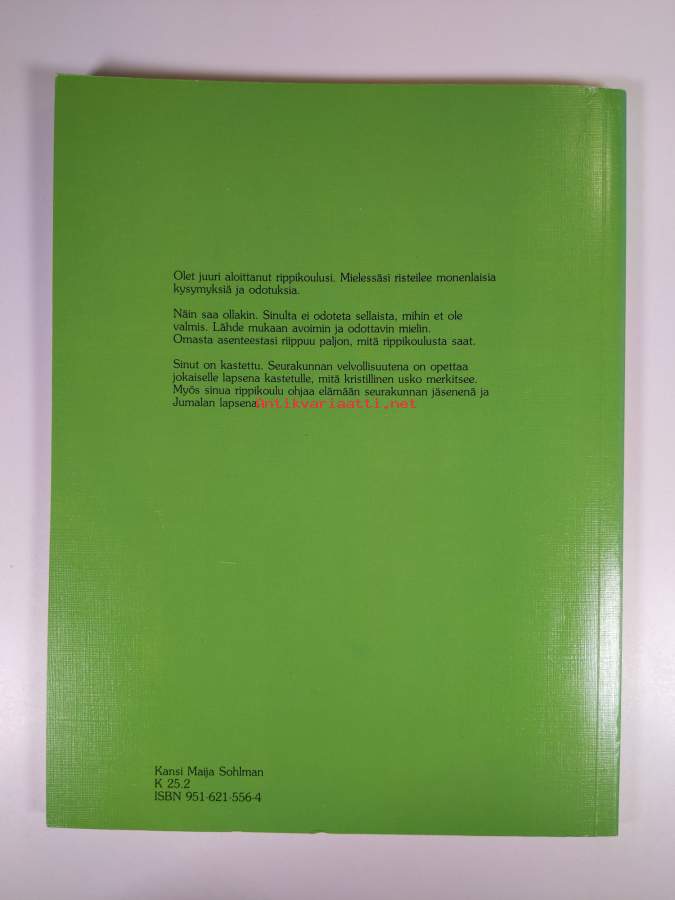 Olet juuri aloittanut rippikoulusi. Mielessäsi risteilee monenlaisia
kysymyksiä ja odotuksia.
Näin saa ollakin. Sinulta ei odoteta sellaista, mihin et ole
valmis. Lähde mukaan avoimin ja odottavin mielin.
Omasta asenteestasi riippuu paljon, mitä rippikoulusta saat.
Sinut on kastettu. Seurakunnan velvollisuutena on opettaa
jokaiselle lapsena kastetulle, mitä kristillinen usko merkitsee.
Myös sinua rippikoulu ohjaa elämään seurakunnan jäsenenä ja
Jumalan lapsena.
Antikvariaatti.net
Kansi Maija Sohlman
K 25.2
ISBN 951-621-556-4